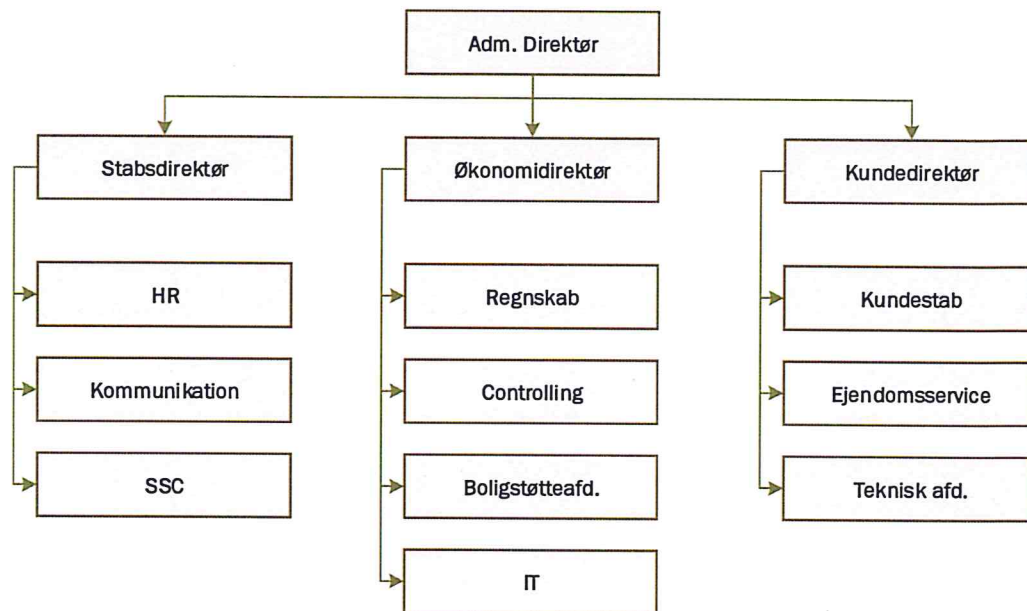 Adm. Direktør
Stabsdirektør
Økonomidirektør
Kundedirektør
HR
Regnskab
Kundestab
Kommunikation
Controlling
Ejendomsservice
SSC
Boligstøtteafd.
Teknisk afd.
IT